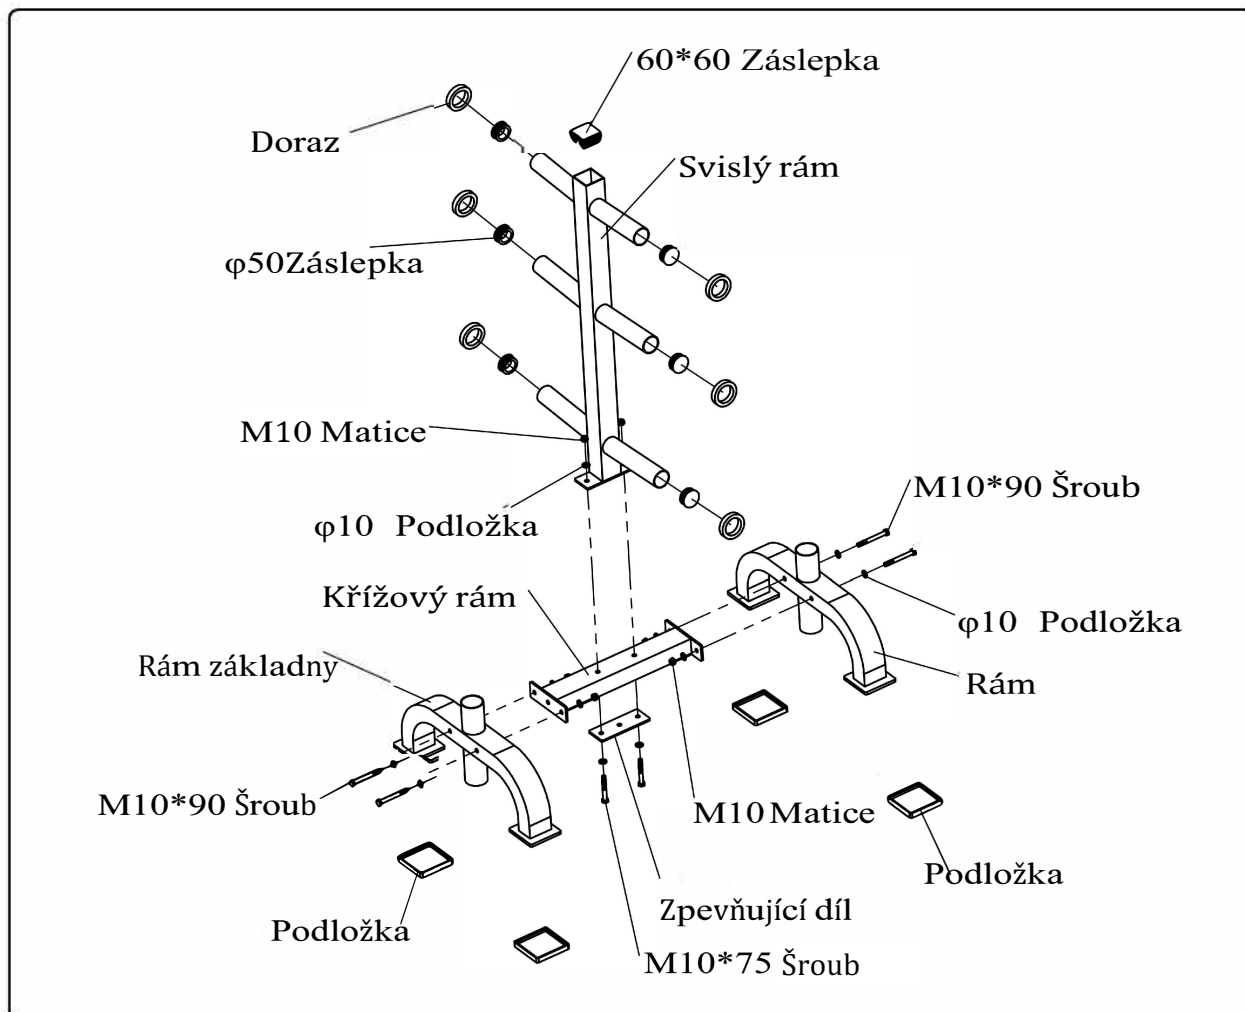 60*60 Záslepka
Doraz
Svislý rám
φ50Záslepka
M10 Matice
M10*90 Šroub
φ10 Podložka
Křížový rám
φ10 Podložka
Rám základny
Rám
M10*90 Šroub
M10 Matice
Podložka
Zpevňující díl
Podložka
M10*75 Šroub